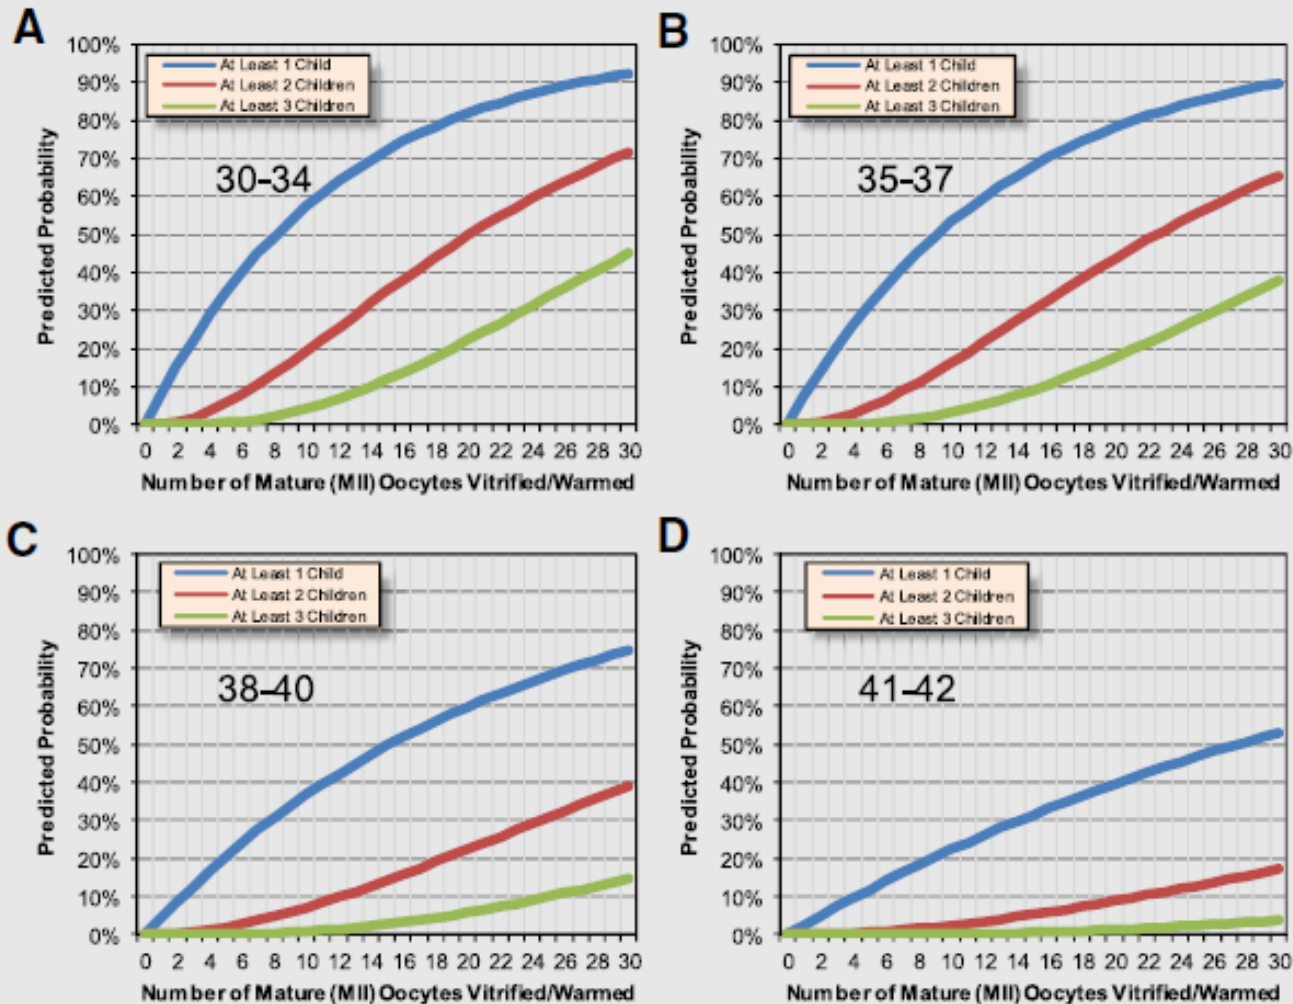 A
100%
90%
80%
70%
60%
50%
40%
30%
20%
10%
0%
Predicted Probability
At Least 1 Child
At Least 2 Children
At Least 3 Children
30-34
0 2 4 6 8 10 12 14 16 18 20 22 24 26 28 30
Number of Mature (MII) Oocytes Vitrified/Warmed
B
100%
90%
80%
70%
60%
50%
40%
30%
20%
10%
0%
Predicted Probability
At Least 1 Child
At Least 2 Children
At Least 3 Children
35-37
0 2 4 6 8 10 12 14 16 18 20 22 24 26 28 30
Number of Mature (MII) Oocytes Vitrified/Warmed
C
100%
90%
80%
70%
60%
50%
40%
30%
20%
10%
0%
Predicted Probability
At Least 1 Child
At Least 2 Children
At Least 3 Children
38-40
0 2 4 6 8 10 12 14 16 18 20 22 24 26 28 30
Number of Mature (MII) Oocytes Vitrified/Warmed
D
100%
90%
80%
70%
60%
50%
40%
30%
20%
10%
0%
Predicted Probability
At Least 1 Child
At Least 2 Children
At Least 3 Children
41-42
0 2 4 6 8 10 12 14 16 18 20 22 24 26 28 30
Number of Mature (MII) Oocytes Vitrified/Warmed